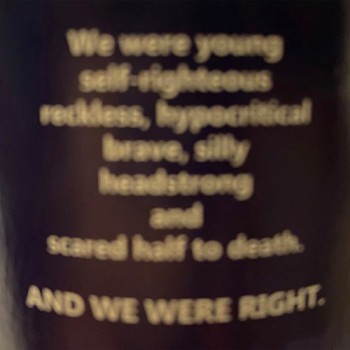 We were young
self-righteous
reckless, hypocritical
brave, silly
headstrong
and
scared half to death.
AND WE WERE RIGHT.